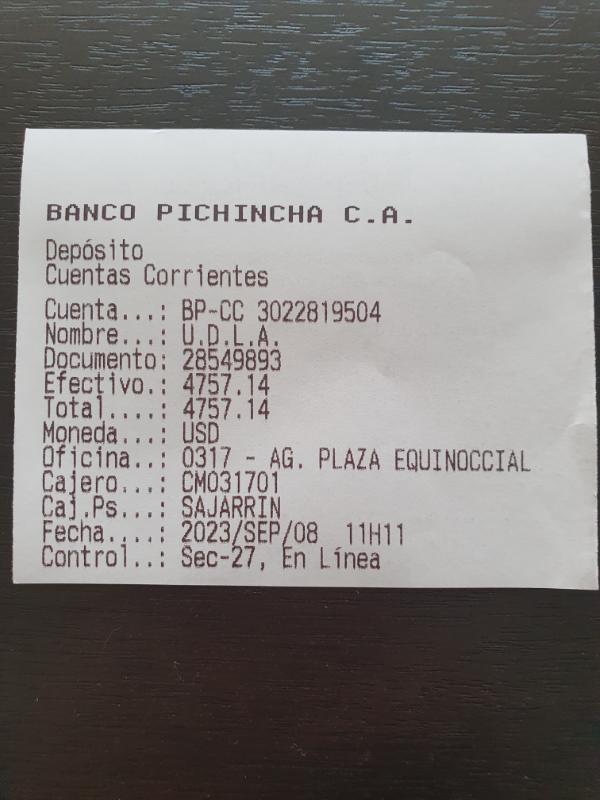 BANCO PICHINCHA C.A.
Depósito
Cuentas Corrientes
Cuenta...: BP-CC 3022819504
Nombre...: U.D.L.A.
Documento: 28549893
Efectivo.: 4757.14
Total....: 4757.14
Moneda...: USD
Oficina..: 0317 - AG. PLAZA EQUINOCCIAL
Cajero...: CM031701
Caj.Ps...: SAJARRIN
Fecha....: 2023/SEP/08 11H11
Control..: Sec-27, En Línea